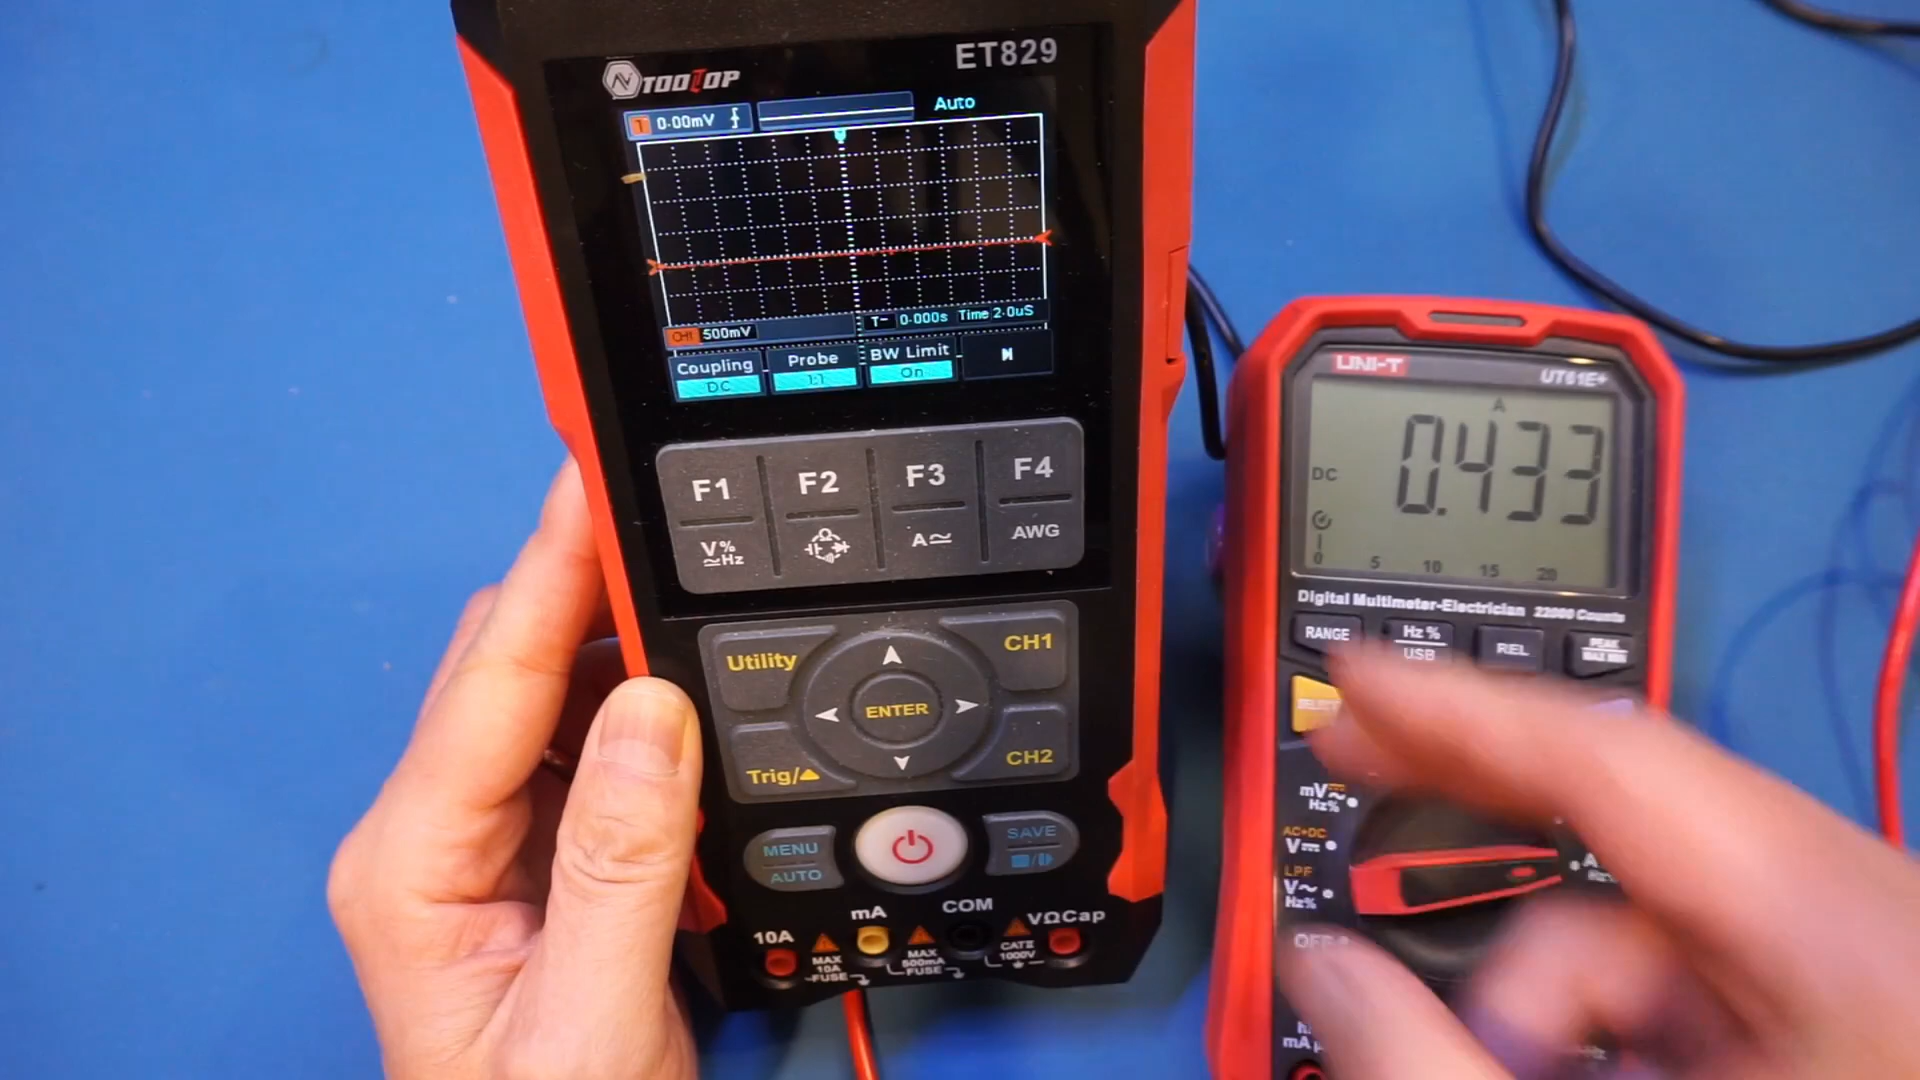 TOOLTOP
ET829
T 0.00mV
Auto
CH1 500mV
T- 0.000s Time 2.0uS
Coupling
DC
Probe
1:1
BW Limit
On
F1
F2
F3
F4
V%
Hz
Ω
A
AWG
Utility
CH1
ENTER
Trig/
CH2
MENU
AUTO
SAVE
10A
mA
COM
VΩCap
MAX
10A
FUSE
MAX
500mA
FUSE
CATII
1000V
UNI-T
UT61E+
A
DC
0.433
0 5 10 15 20
Digital Multimeter-Electrician 22000 Counts
RANGE
Hz %
USB
REL
PEAK
MAX MIN
SELECT
mV
Hz%
AC+DC
V
LPF
V~
Hz%
OFF
mA